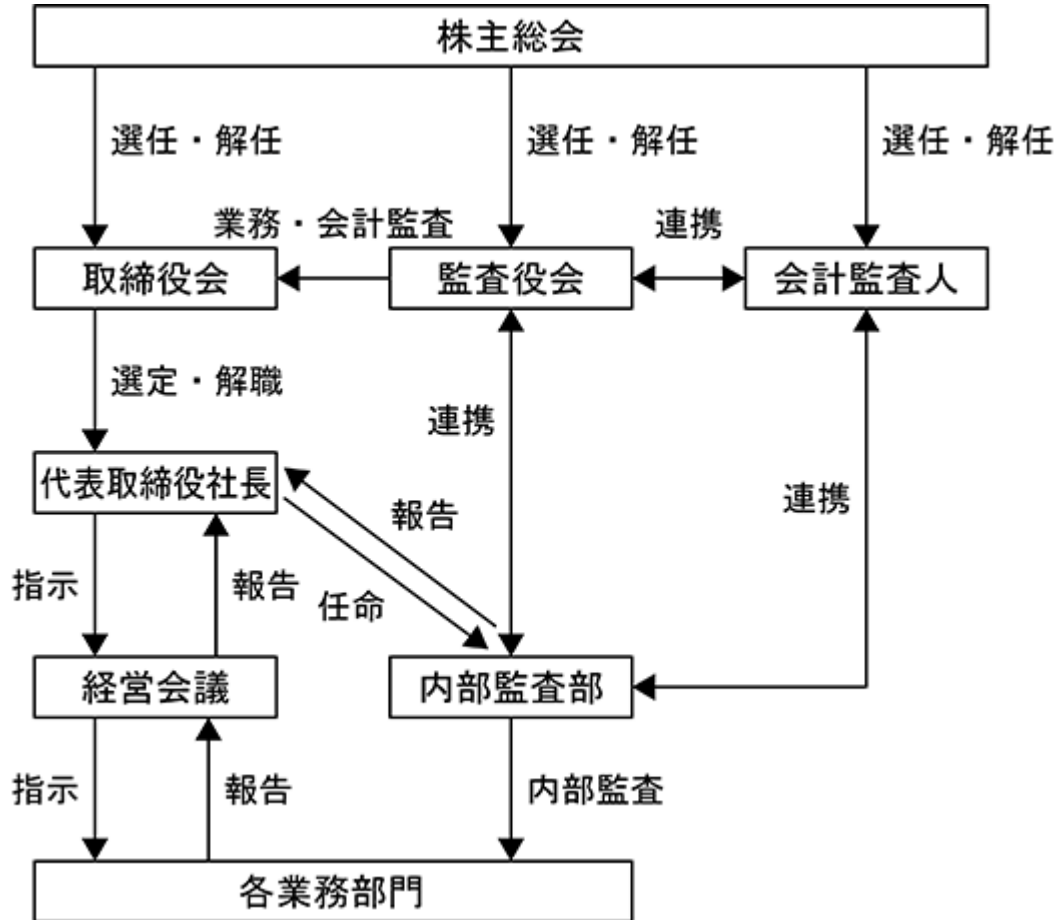 株主総会
選任・解任
選任・解任
選任・解任
業務・会計監査
連携
取締役会
監査役会
会計監査人
選定・解職
連携
代表取締役社長
報告
連携
指示
報告
任命
経営会議
内部監査部
指示
報告
内部監査
各業務部門